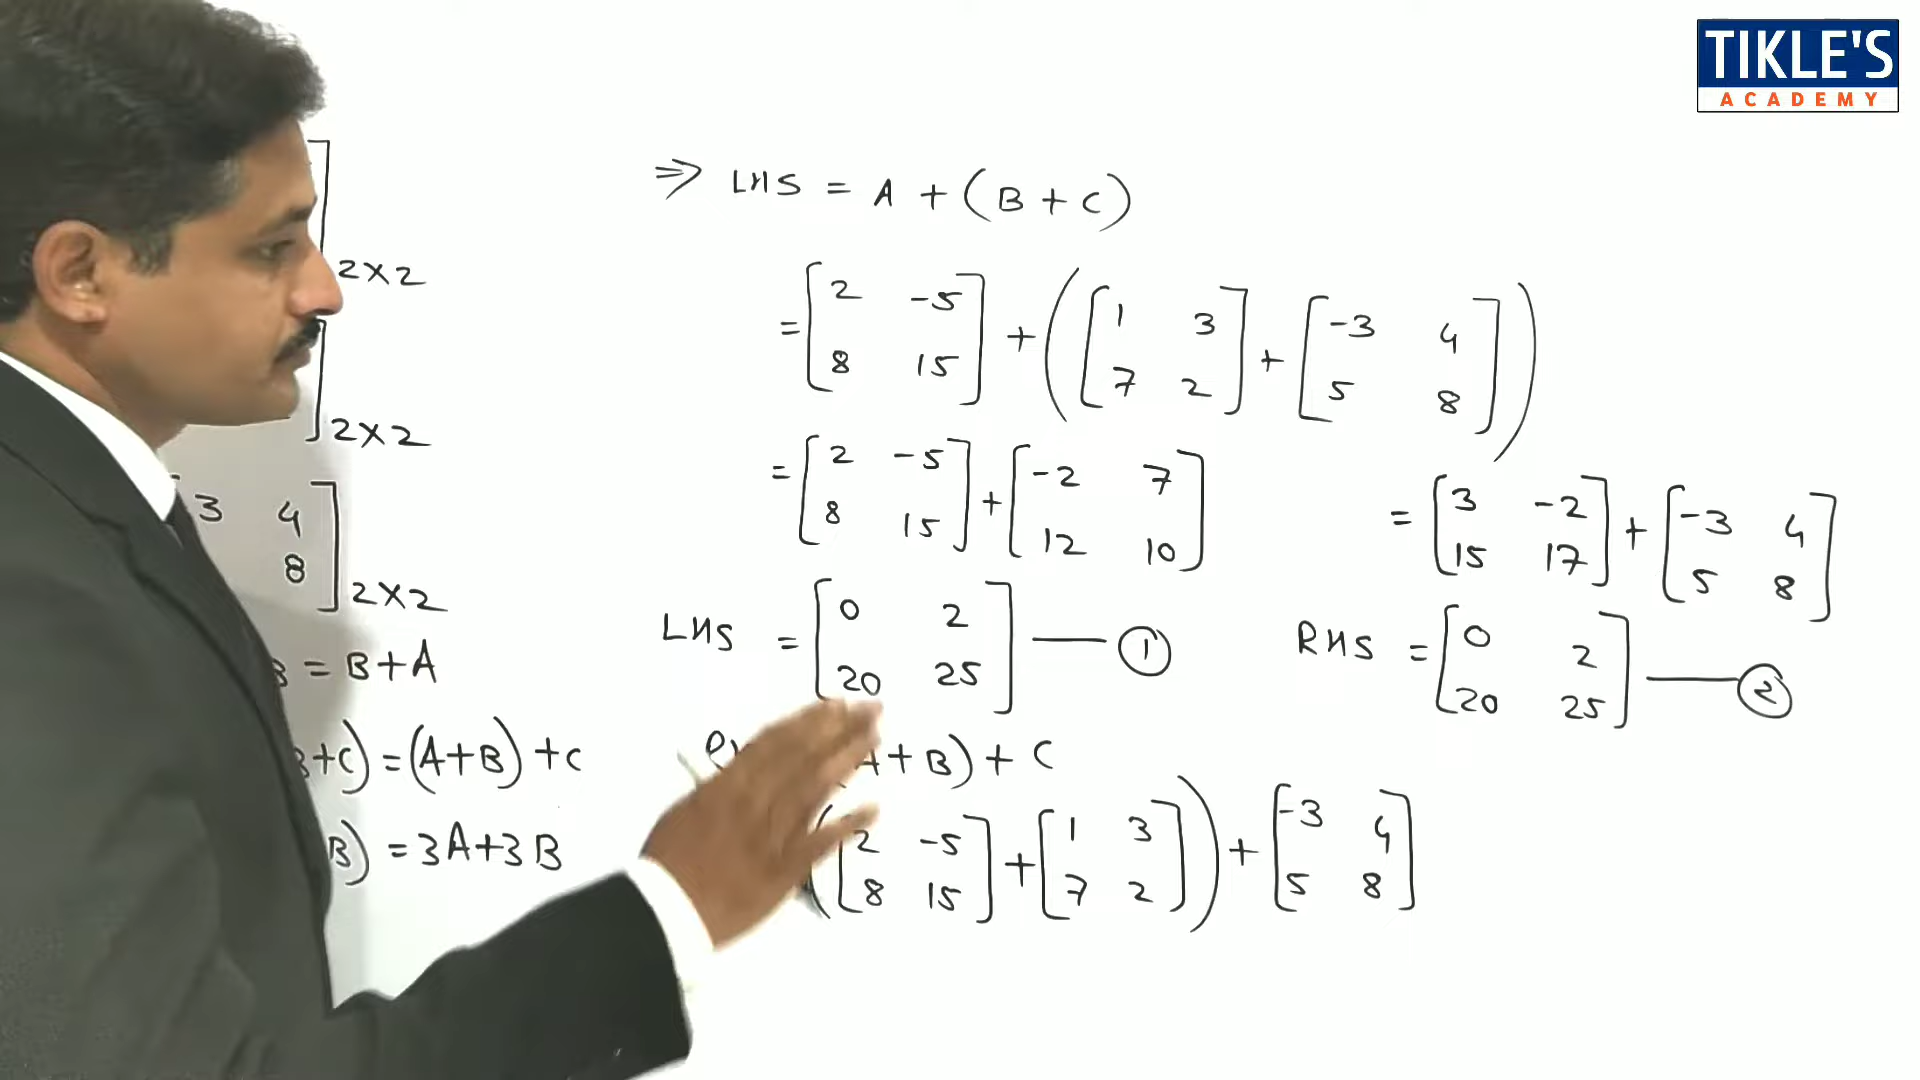 TIKLE'S
ACADEMY
2×2
2×2
3 4
8
2×2
B = B+A
B+C) = (A+B) + C
B) = 3A+3B
⇒ LHS = A + (B + C)
= [ 2 -5
8 15 ] + ( [ 1 3
7 2 ] + [ -3 4
5 8 ] )
= [ 2 -5
8 15 ] + [ -2 7
12 10 ]
LHS = [ 0 2
20 25 ] — ①
A+B) + C
( [ 2 -5
8 15 ] + [ 1 3
7 2 ] ) + [ -3 4
5 8 ]
= [ 3 -2
15 17 ] + [ -3 4
5 8 ]
RHS = [ 0 2
20 25 ] — ②